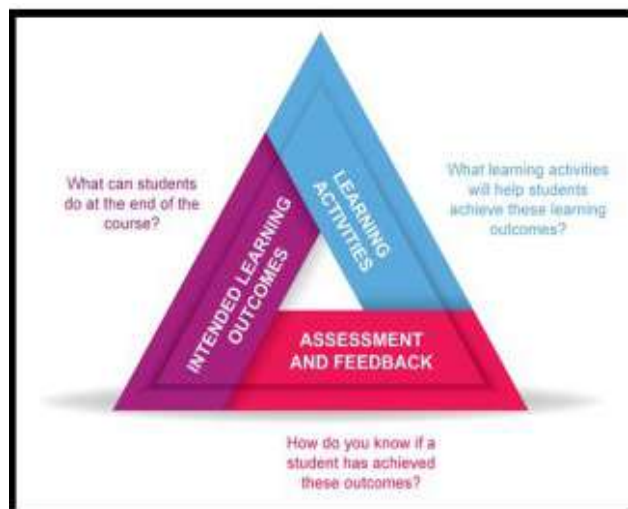 What can students
do at the end of the
course?
INTENDED LEARNING
OUTCOMES
LEARNING
ACTIVITIES
What learning activities
will help students
achieve these learning
outcomes?
ASSESSMENT
AND FEEDBACK
How do you know if a
student has achieved
these outcomes?